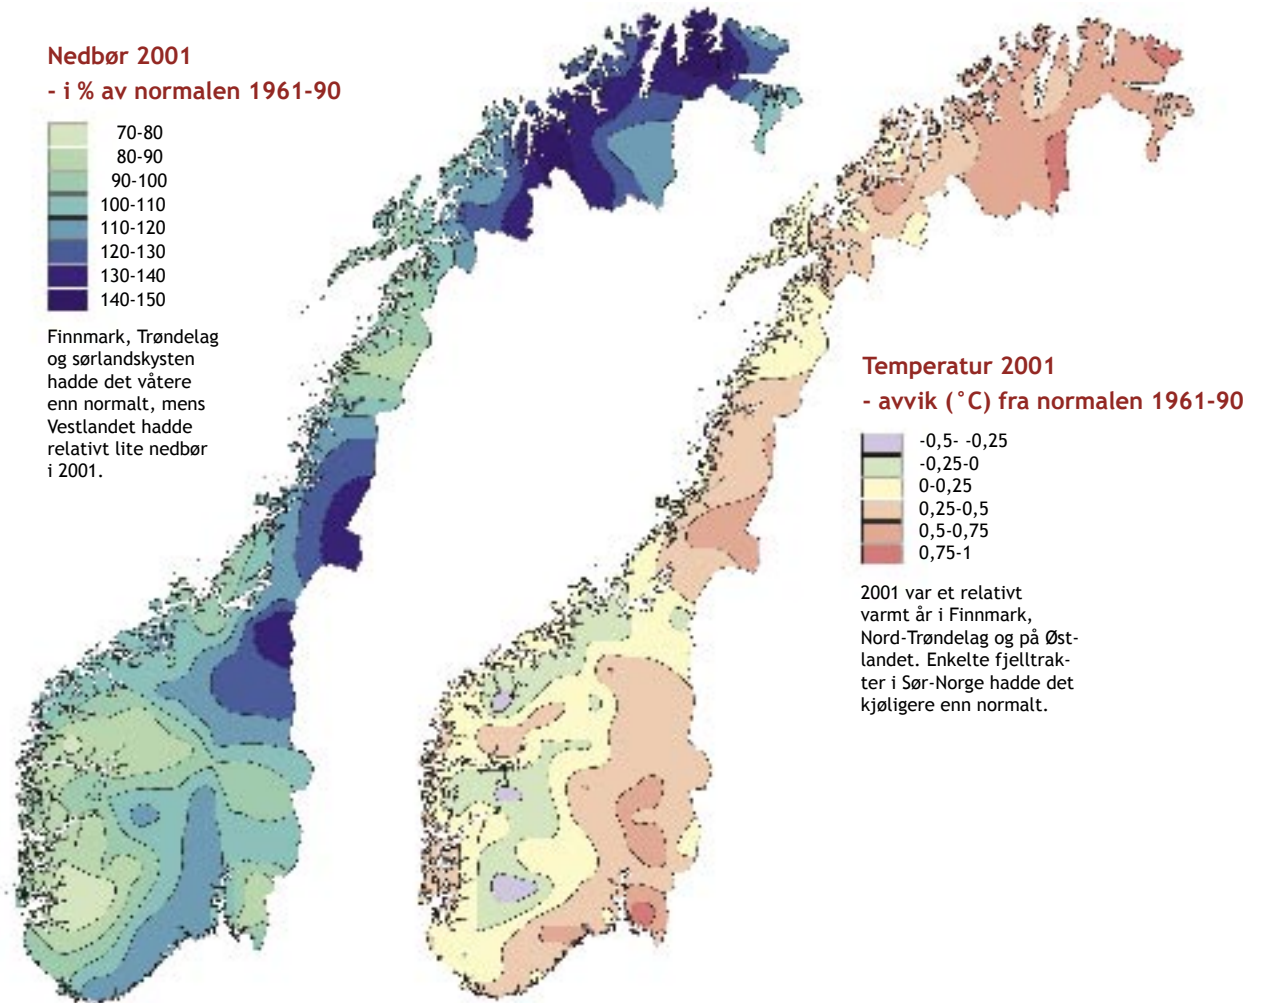 Nedbør 2001
- i % av normalen 1961-90
70-80
80-90
90-100
100-110
110-120
120-130
130-140
140-150
Finnmark, Trøndelag
og sørlandskysten
hadde det våtere
enn normalt, mens
Vestlandet hadde
relativt lite nedbør
i 2001.
Temperatur 2001
- avvik (˚C) fra normalen 1961-90
-0,5- -0,25
-0,25-0
0-0,25
0,25-0,5
0,5-0,75
0,75-1
2001 var et relativt
varmt år i Finnmark,
Nord-Trøndelag og på Øst-
landet. Enkelte fjelltrak-
ter i Sør-Norge hadde det
kjøligere enn normalt.